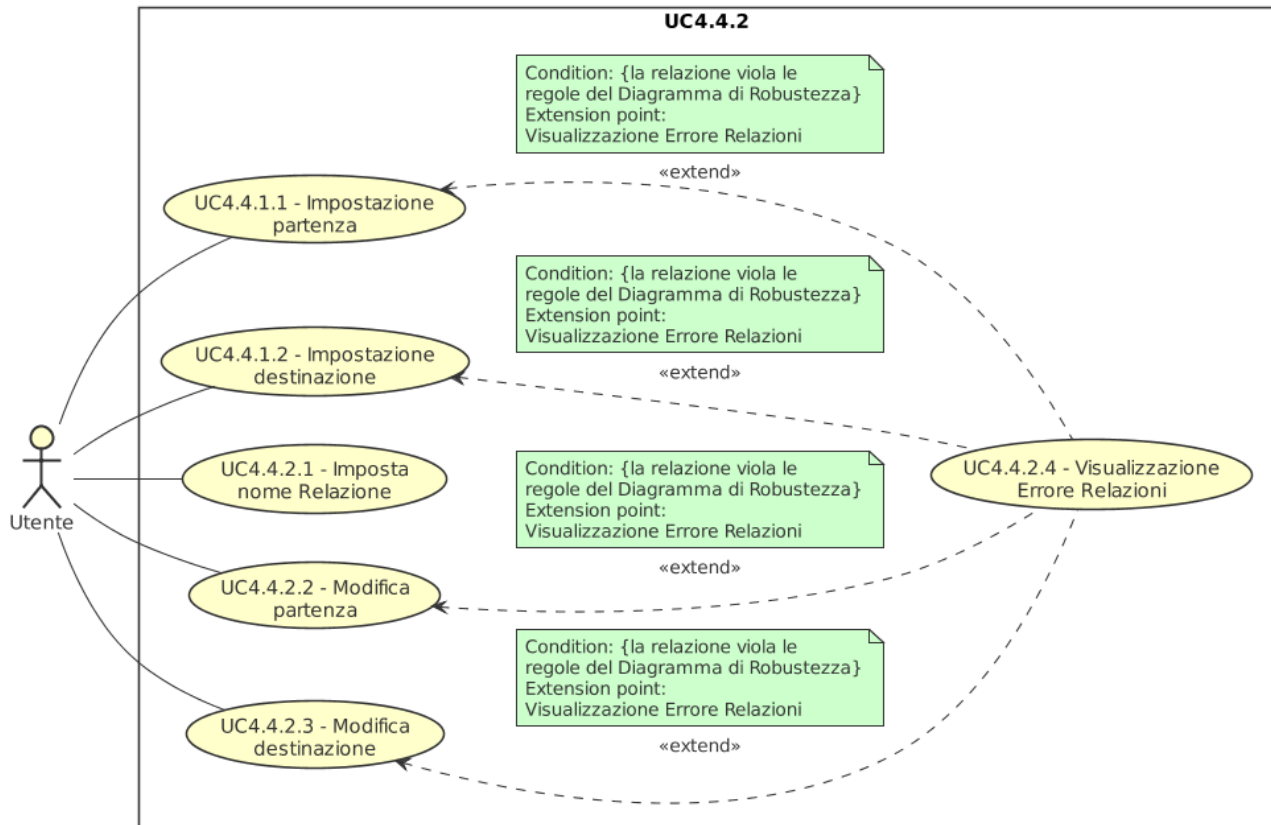 UC4.4.2
Condition: {la relazione viola le
regole del Diagramma di Robustezza}
Extension point:
Visualizzazione Errore Relazioni
«extend»
UC4.4.1.1 - Impostazione
partenza
Condition: {la relazione viola le
regole del Diagramma di Robustezza}
Extension point:
Visualizzazione Errore Relazioni
«extend»
UC4.4.1.2 - Impostazione
destinazione
UC4.4.2.1 - Imposta
nome Relazione
Condition: {la relazione viola le
regole del Diagramma di Robustezza}
Extension point:
Visualizzazione Errore Relazioni
«extend»
UC4.4.2.4 - Visualizzazione
Errore Relazioni
Utente
UC4.4.2.2 - Modifica
partenza
Condition: {la relazione viola le
regole del Diagramma di Robustezza}
Extension point:
Visualizzazione Errore Relazioni
«extend»
UC4.4.2.3 - Modifica
destinazione